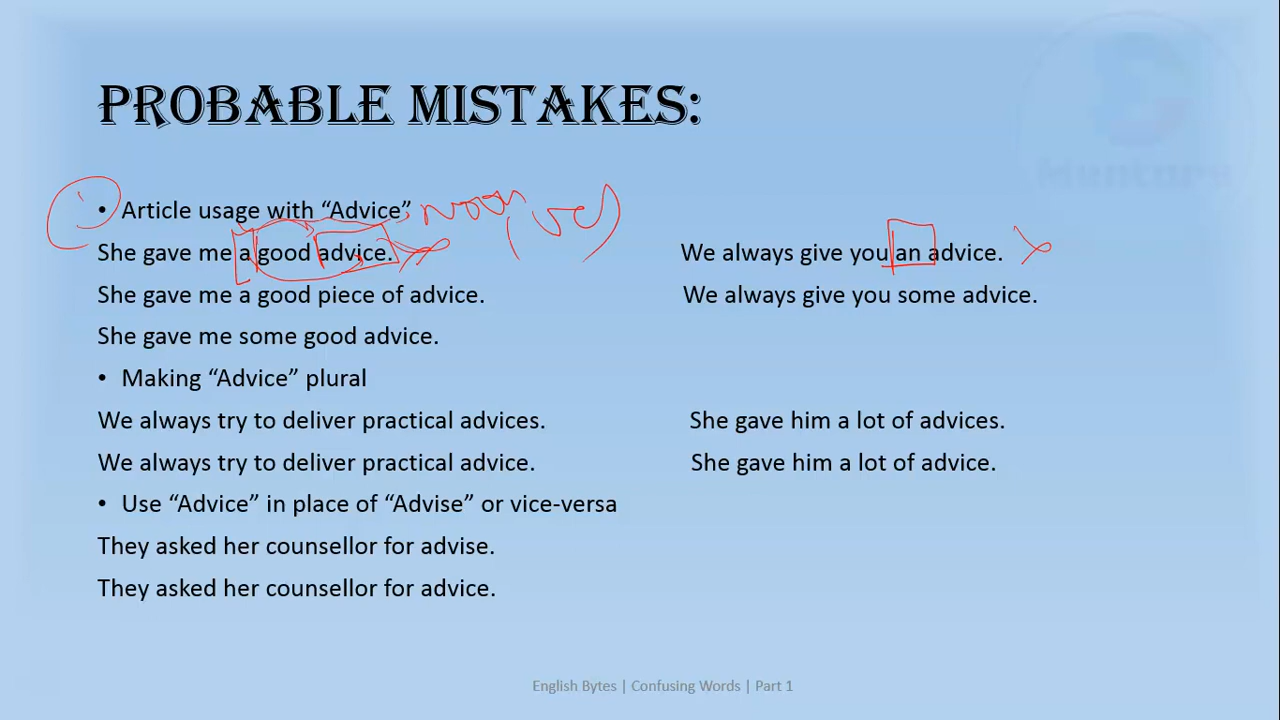 PROBABLE MISTAKES:
• Article usage with “Advice” noun (UC)
She gave me a good advice. We always give you an advice.
She gave me a good piece of advice. We always give you some advice.
She gave me some good advice.
• Making “Advice” plural
We always try to deliver practical advices. She gave him a lot of advices.
We always try to deliver practical advice. She gave him a lot of advice.
• Use “Advice” in place of “Advise” or vice-versa
They asked her counsellor for advise.
They asked her counsellor for advice.
English Bytes | Confusing Words | Part 1